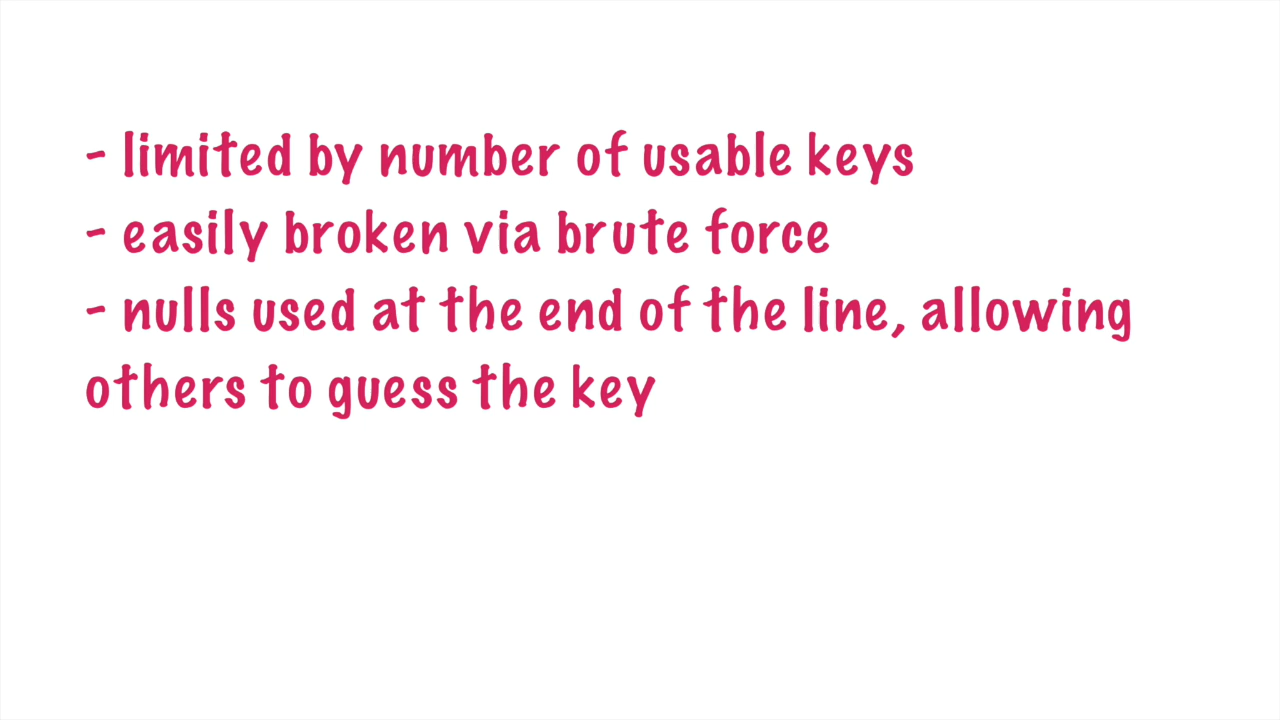 - limited by number of usable keys
- easily broken via brute force
- nulls used at the end of the line, allowing
others to guess the key